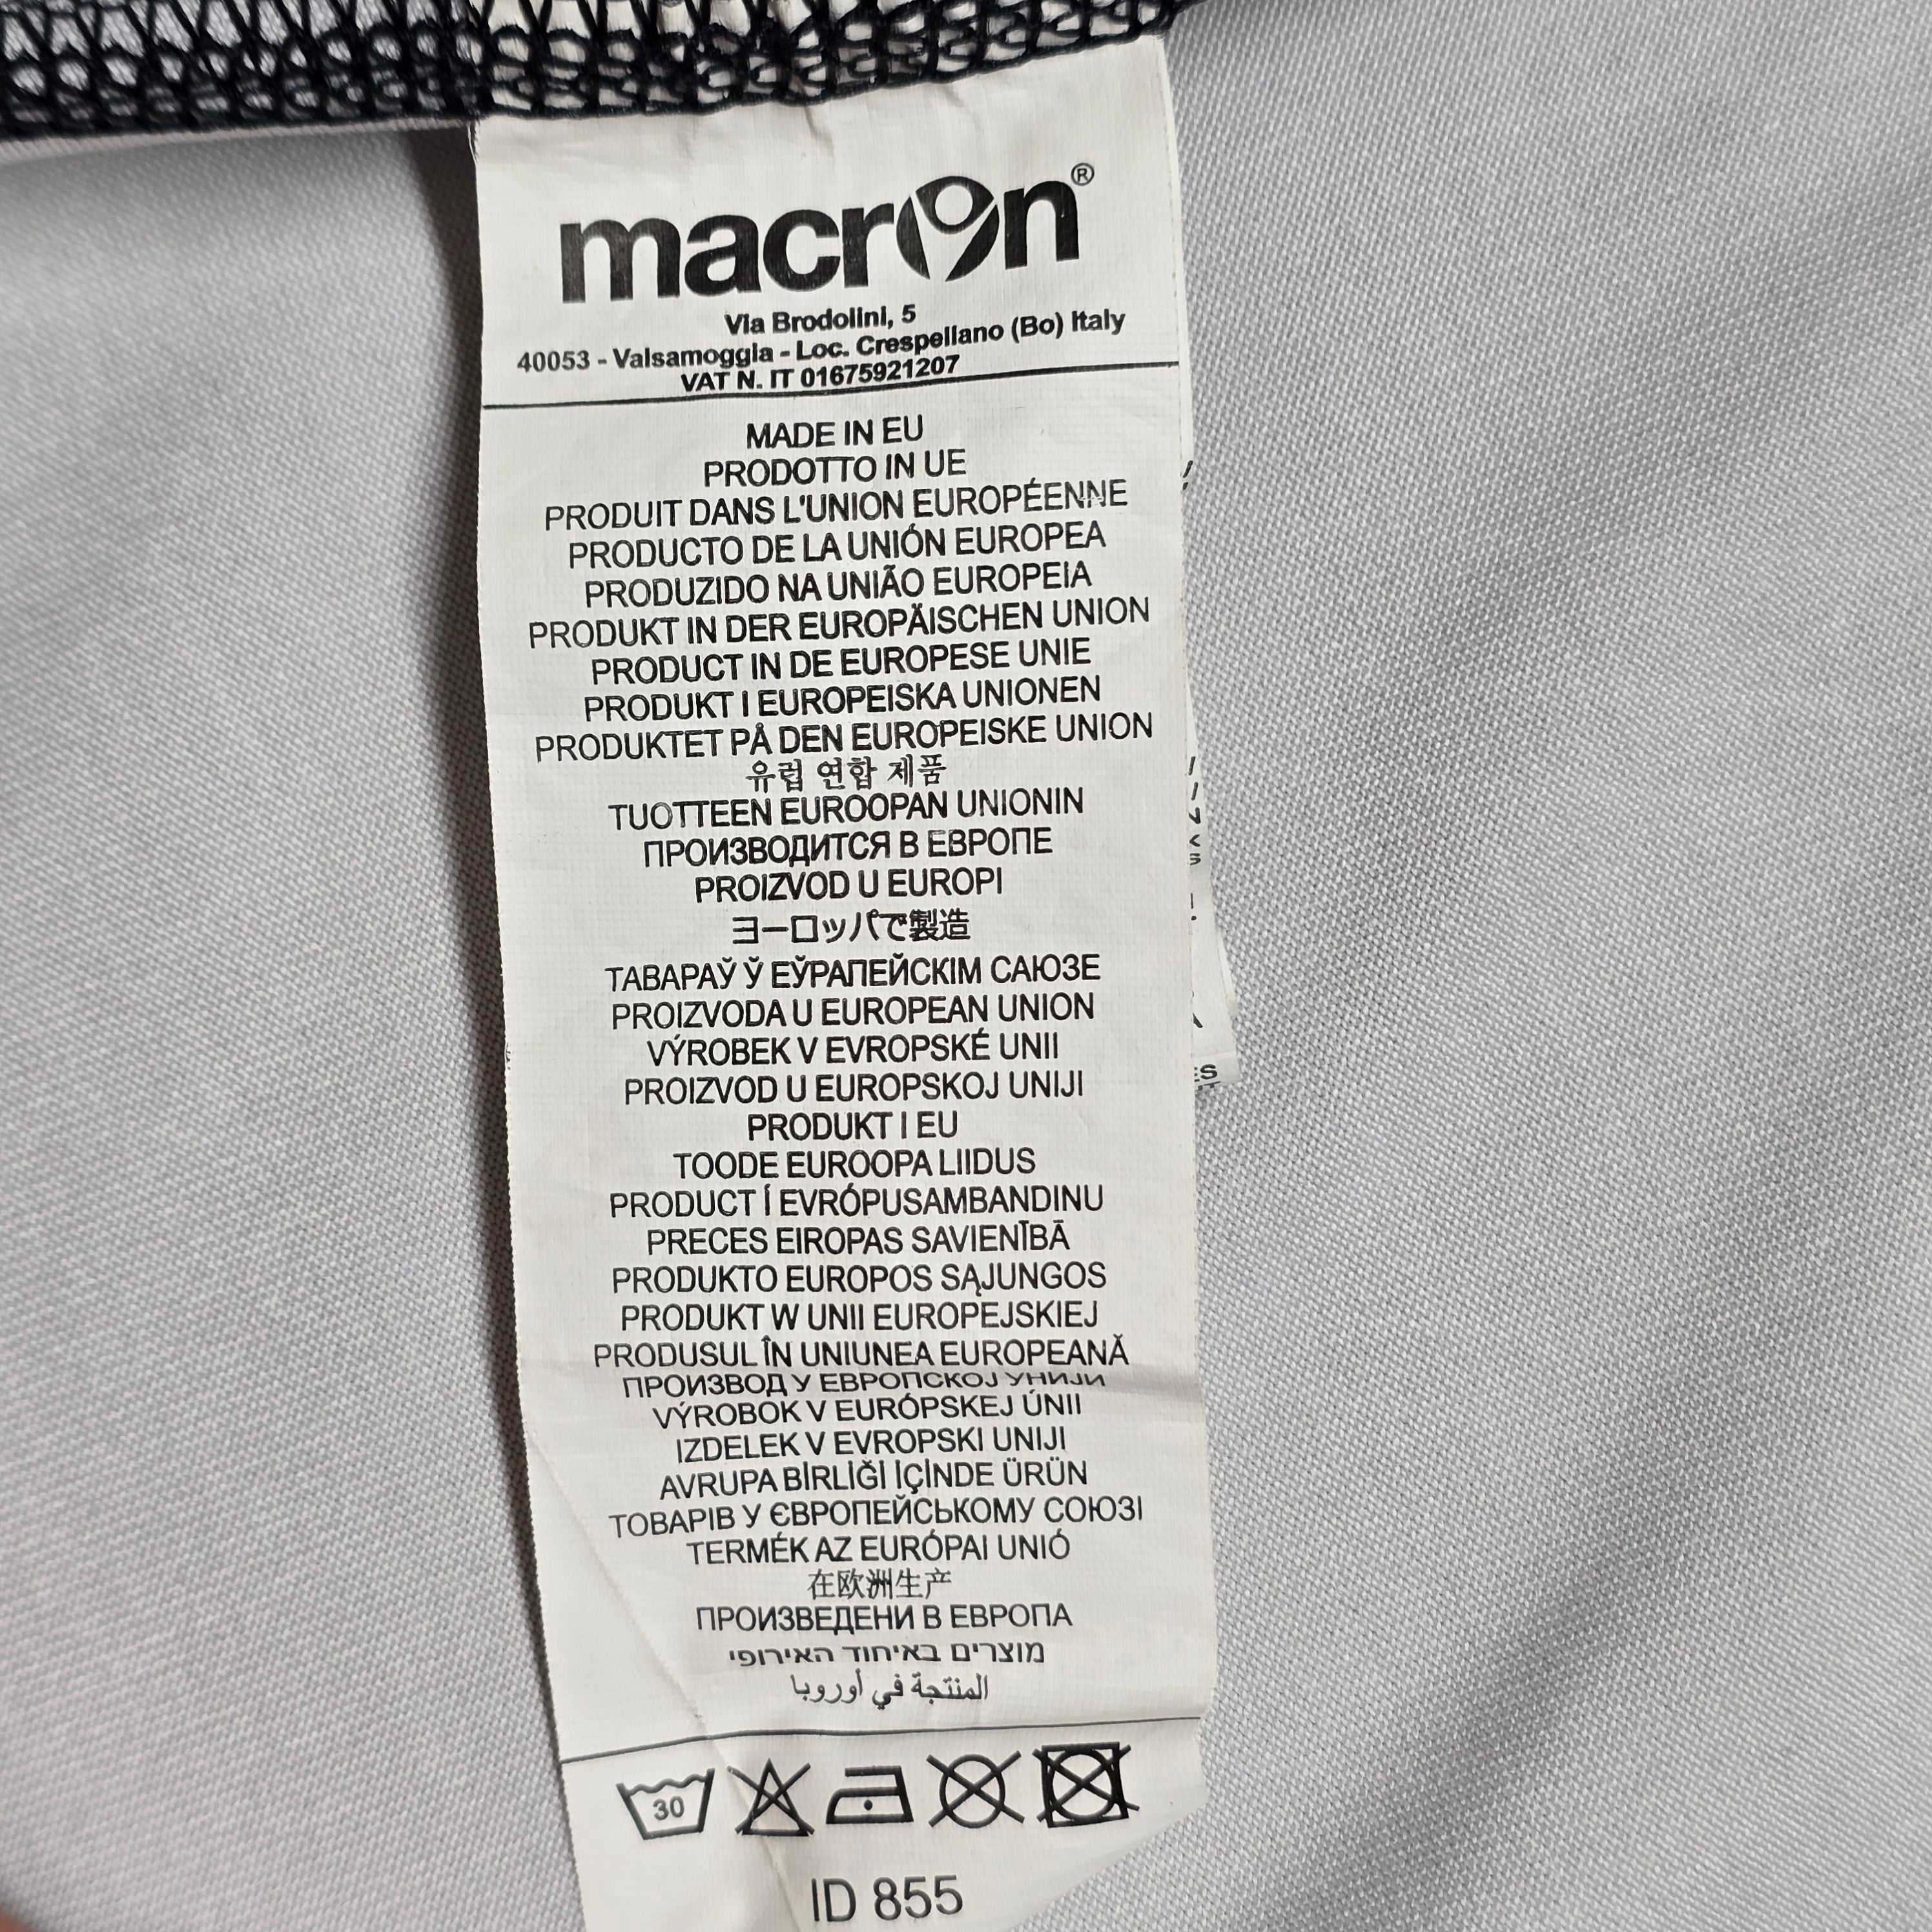 macron®
Via Brodolini, 5
40053 - Valsamoggia - Loc. Crespellano (Bo) Italy
VAT N. IT 01675921207
MADE IN EU
PRODOTTO IN UE
PRODUIT DANS L'UNION EUROPÉENNE
PRODUCTO DE LA UNIÓN EUROPEA
PRODUZIDO NA UNIÃO EUROPEIA
PRODUKT IN DER EUROPÄISCHEN UNION
PRODUCT IN DE EUROPESE UNIE
PRODUKT I EUROPEISKA UNIONEN
PRODUKTET PÅ DEN EUROPEISKE UNION
유럽 연합 제품
TUOTTEEN EUROOPAN UNIONIN
ПРОИЗВОДИТСЯ В ЕВРОПЕ
PROIZVOD U EUROPI
ヨーロッパで製造
ТАВАРАЎ Ў ЕЎРАПЕЙСКІМ САЮЗЕ
PROIZVODA U EUROPEAN UNION
VÝROBEK V EVROPSKÉ UNII
PROIZVOD U EUROPSKOJ UNIJI
PRODUKT I EU
TOODE EUROOPA LIIDUS
PRODUCT Í EVRÓPUSAMBANDINU
PRECES EIROPAS SAVIENĪBĀ
PRODUKTO EUROPOS SĄJUNGOS
PRODUKT W UNII EUROPEJSKIEJ
PRODUSUL ÎN UNIUNEA EUROPEANĂ
ПРОИЗВОД У ЕВРОПСКОЈ УНИЈИ
VÝROBOK V EURÓPSKEJ ÚNII
IZDELEK V EVROPSKI UNIJI
AVRUPA BİRLİĞİ İÇİNDE ÜRÜN
ТОВАРІВ У ЄВРОПЕЙСЬКОМУ СОЮЗІ
TERMÉK AZ EURÓPAI UNIÓ
在欧洲生产
ПРОИЗВЕДЕНИ В ЕВРОПА
מוצרים באיחוד האירופי
المنتجة في أوروبا
30
ID 855